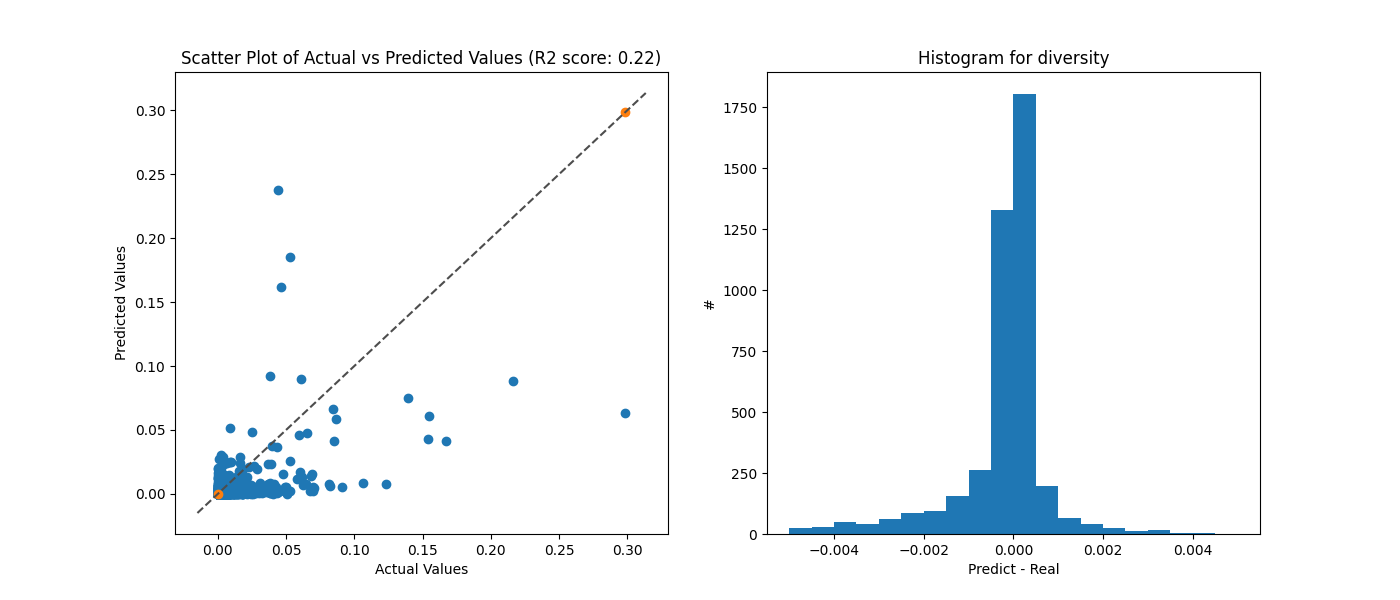 Scatter Plot of Actual vs Predicted Values (R2 score: 0.22)
0.30
0.25
0.20
0.15
0.10
0.05
0.00
Predicted Values
0.00 0.05 0.10 0.15 0.20 0.25 0.30
Actual Values
Histogram for diversity
1750
1500
1250
1000
750
500
250
0
#
−0.004 −0.002 0.000 0.002 0.004
Predict - Real